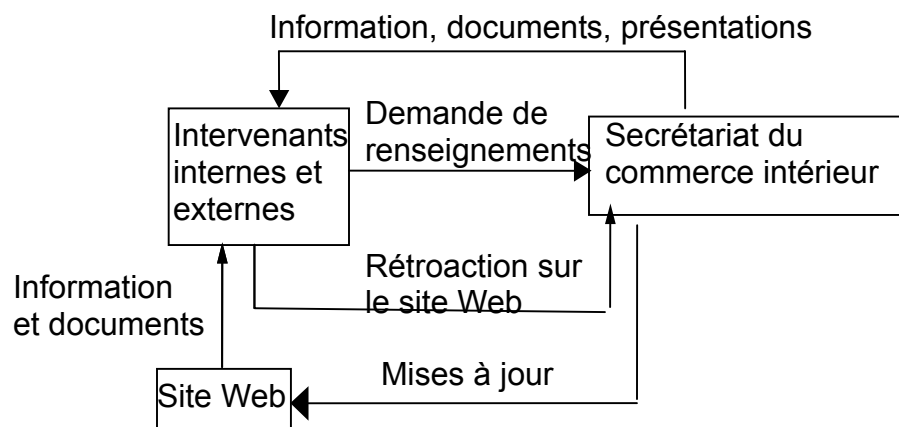 Information, documents, présentations
Intervenants
internes et
externes
Demande de
renseignements
Secrétariat du
commerce intérieur
Rétroaction sur
le site Web
Information
et documents
Mises à jour
Site Web